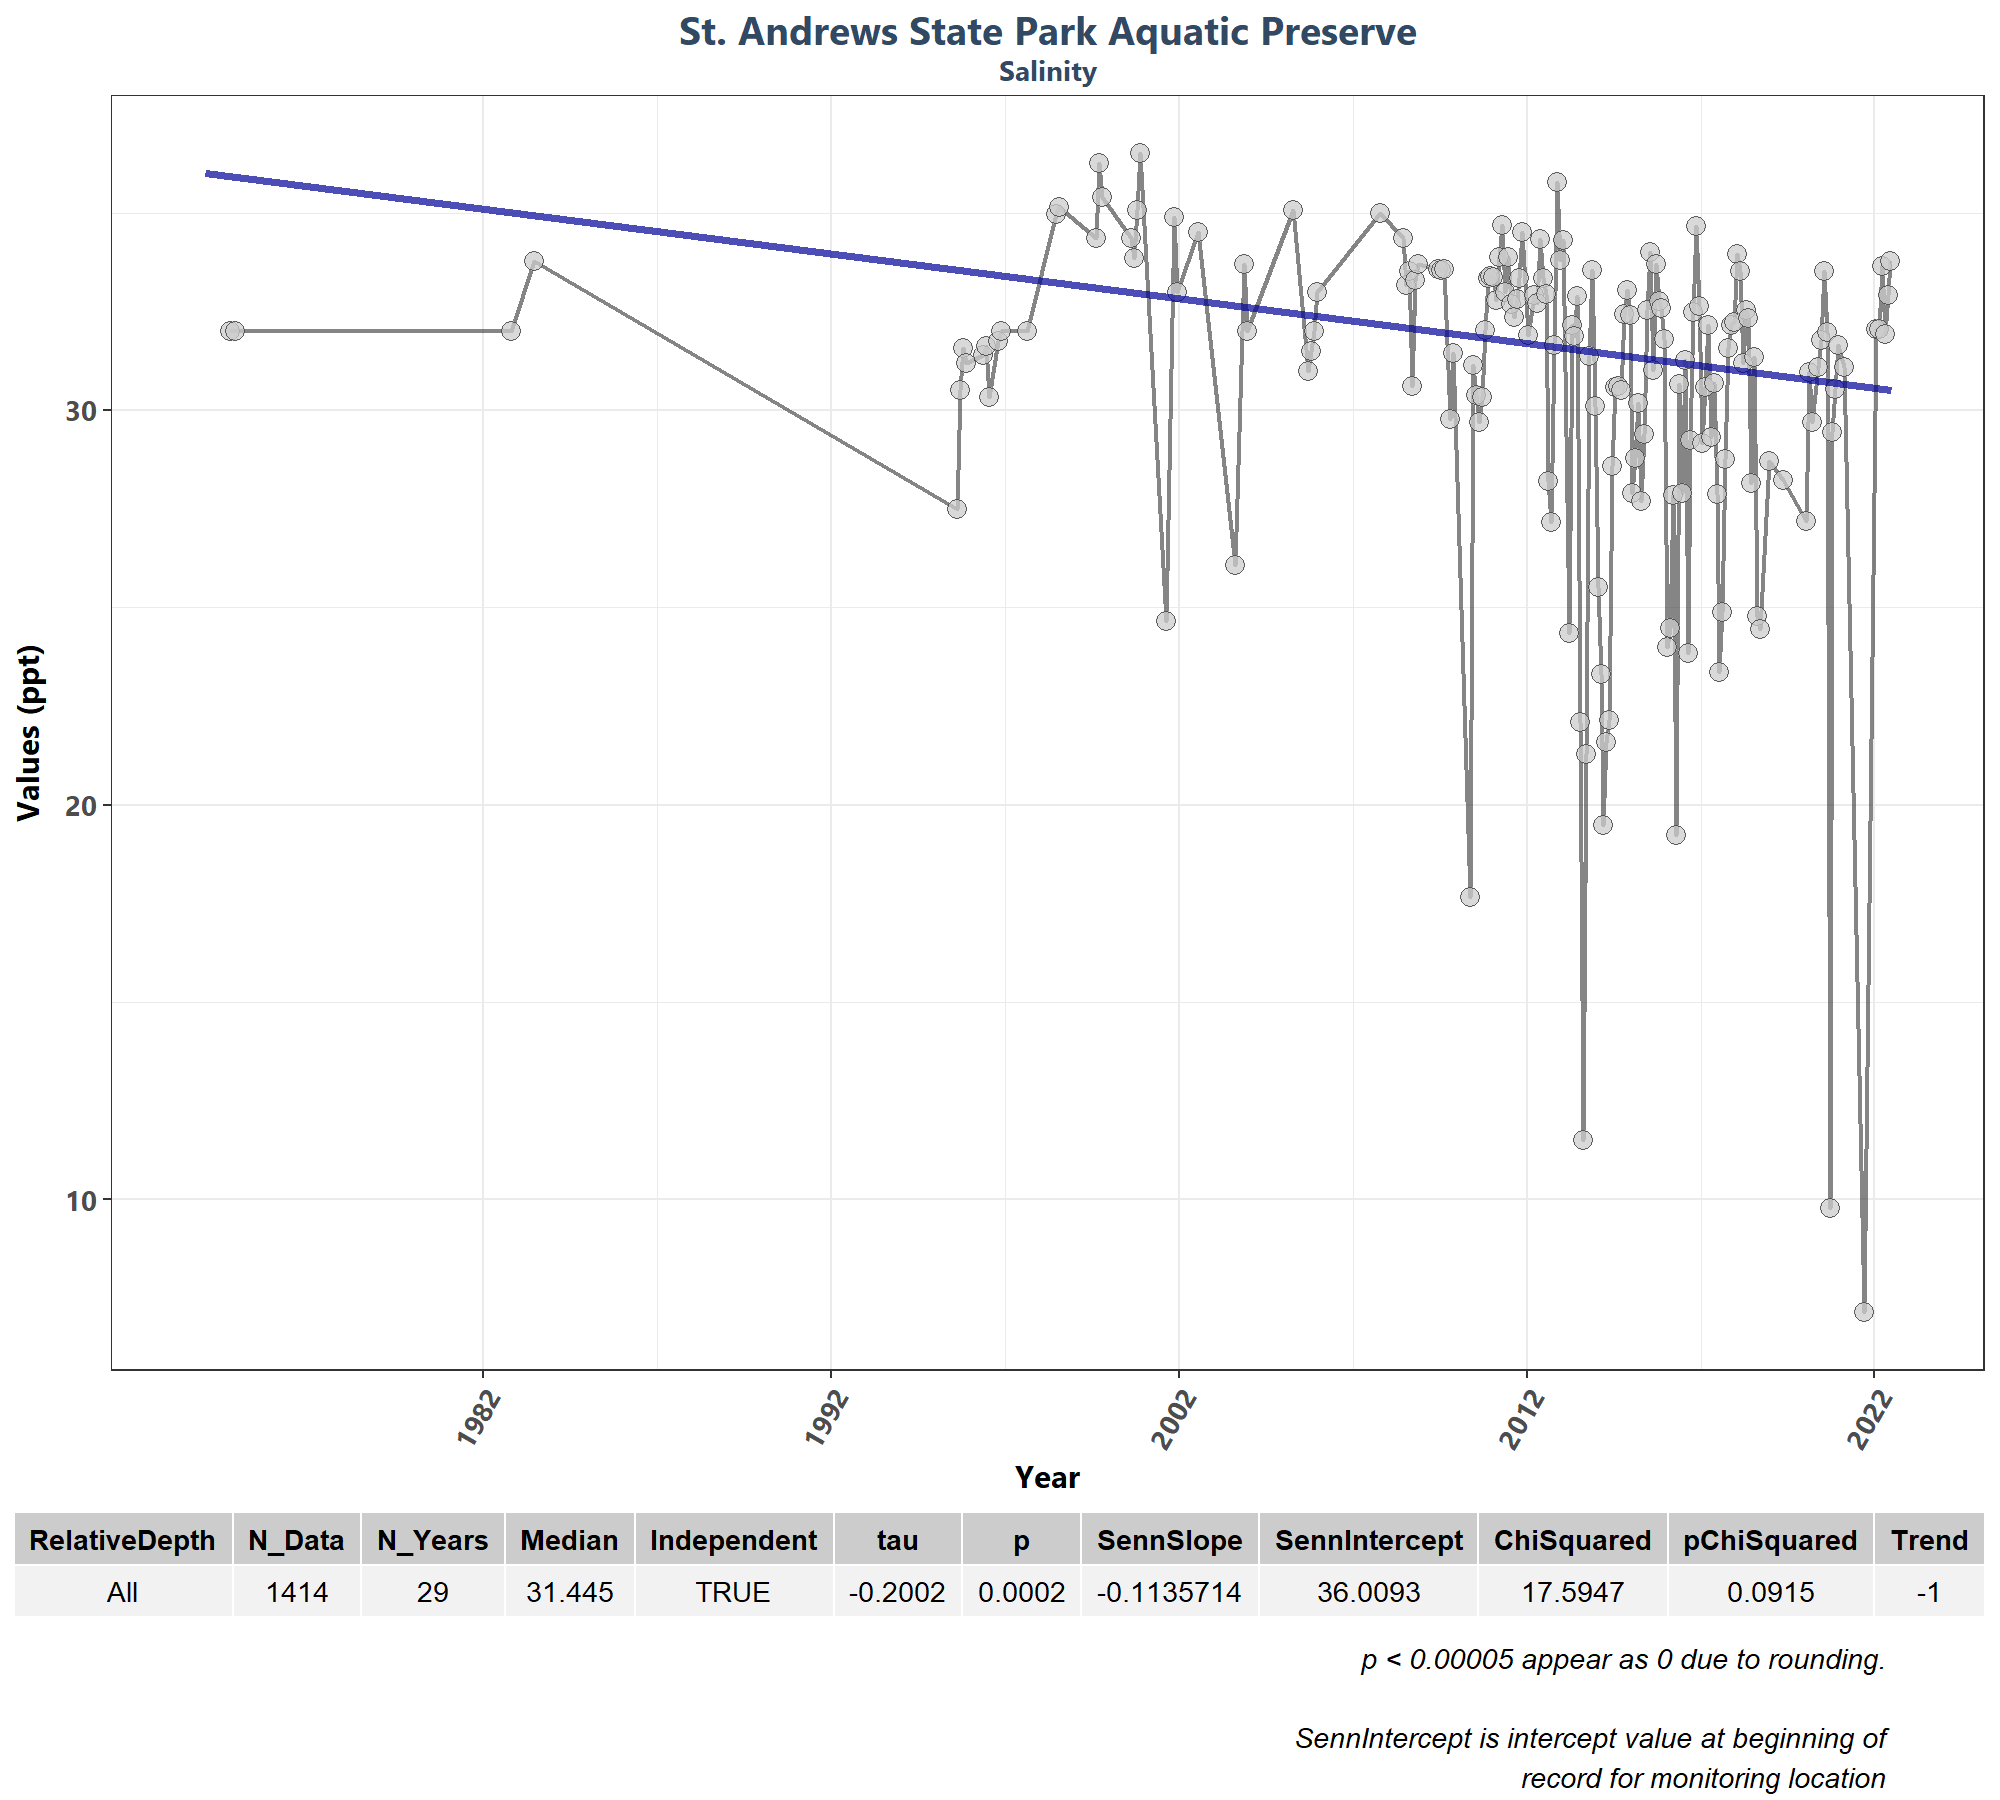 St. Andrews State Park Aquatic Preserve
Salinity
Values (ppt)
30
20
10
1982
1992
2002
2012
2022
Year
RelativeDepth N_Data N_Years Median Independent tau p SennSlope SennIntercept ChiSquared pChiSquared Trend
All 1414 29 31.445 TRUE -0.2002 0.0002 -0.1135714 36.0093 17.5947 0.0915 -1
p < 0.00005 appear as 0 due to rounding.
SennIntercept is intercept value at beginning of
record for monitoring location